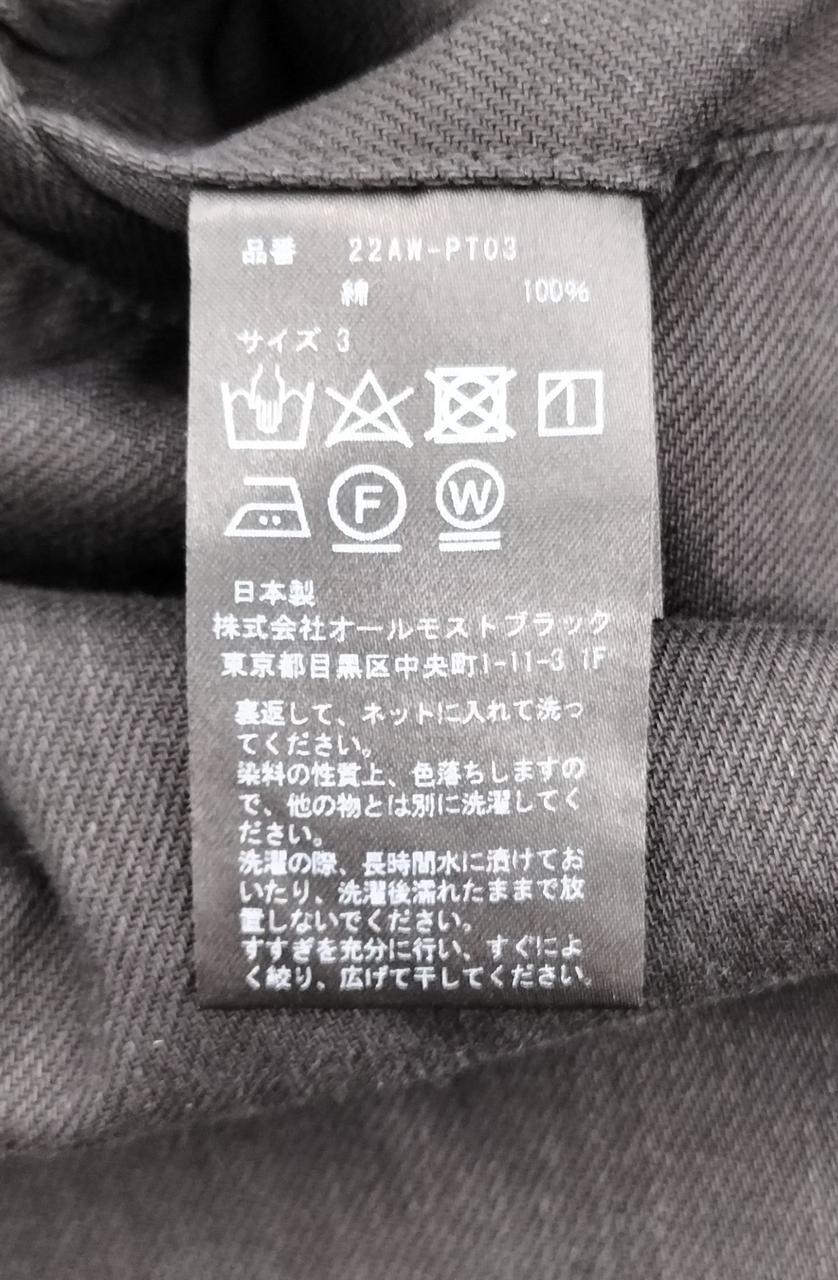 品番 22AW-PT03
綿 100%
サイズ 3
F W
日本製
株式会社オールモストブラック
東京都目黒区中央町1-11-3 1F
裏返して、ネットに入れて洗っ
てください。
染料の性質上、色落ちしますの
で、他の物とは別に洗濯してく
ださい。
洗濯の際、長時間水に漬けてお
いたり、洗濯後濡れたままで放
置しないでください。
すすぎを充分に行い、すぐによ
く絞り、広げて干してください。